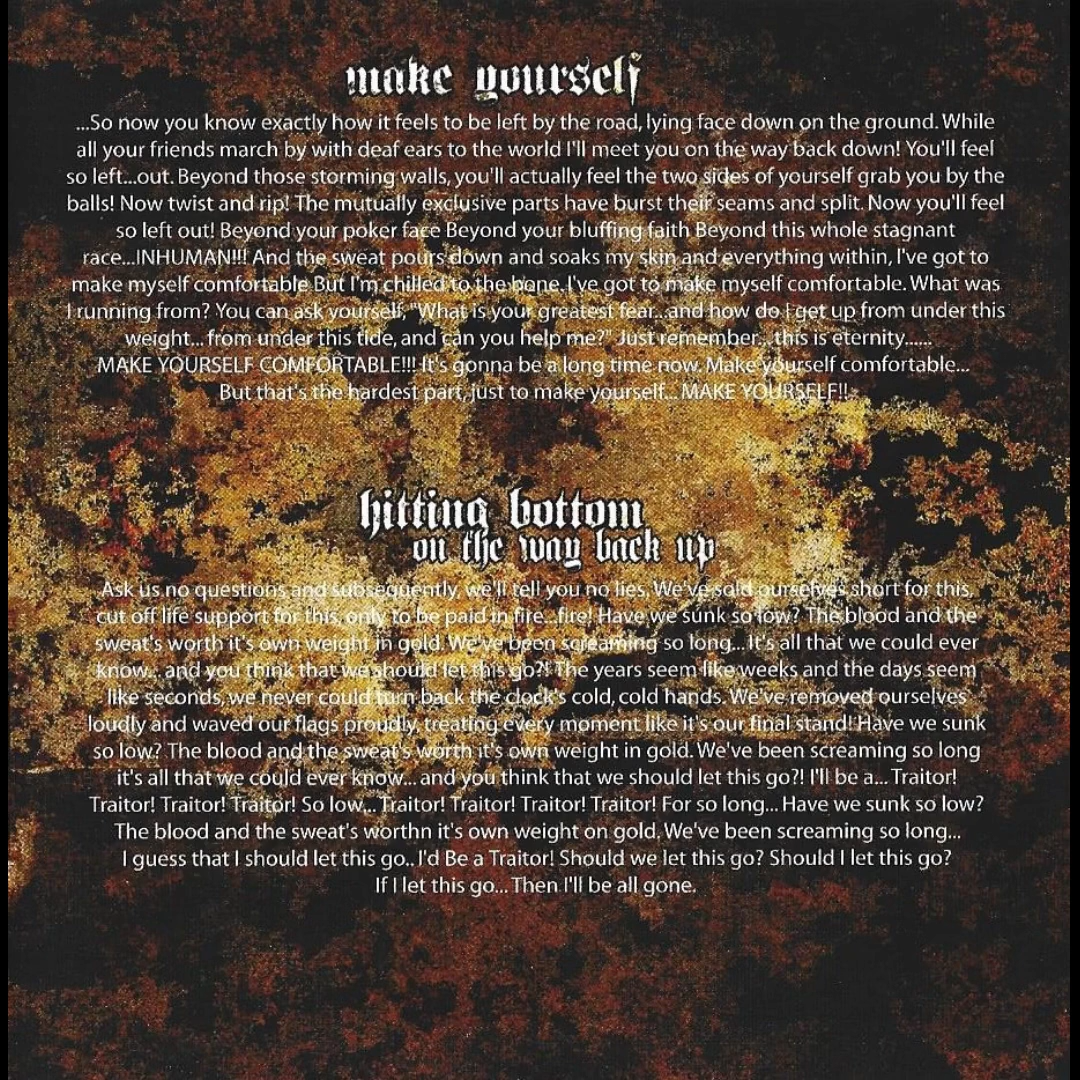 make yourself
...So now you know exactly how it feels to be left by the road, lying face down on the ground. While
all your friends march by with deaf ears to the world I'll meet you on the way back down! You'll feel
so left...out. Beyond those storming walls, you'll actually feel the two sides of yourself grab you by the
balls! Now twist and rip! The mutually exclusive parts have burst their seams and split. Now you'll feel
so left out! Beyond your poker face Beyond your bluffing faith Beyond this whole stagnant
race...INHUMAN!!! And the sweat pours down and soaks my skin and everything within, I've got to
make myself comfortable But I'm chilled to the bone. I've got to make myself comfortable. What was
I running from? You can ask yourself, "What is your greatest fear...and how do I get up from under this
weight... from under this tide, and can you help me?" Just remember...this is eternity......
MAKE YOURSELF COMFORTABLE!!! It's gonna be a long time now. Make yourself comfortable...
But that's the hardest part, just to make yourself... MAKE YOURSELF!!
hitting bottom
on the way back up
Ask us no questions and subsequently, we'll tell you no lies, We've sold ourselves short for this,
cut off life support for this, only to be paid in fire...fire! Have we sunk so low? The blood and the
sweat's worth it's own weight in gold. We've been screaming so long... It's all that we could ever
know... and you think that we should let this go?! The years seem like weeks and the days seem
like seconds, we never could turn back the clock's cold, cold hands. We've removed ourselves
loudly and waved our flags proudly, treating every moment like it's our final stand! Have we sunk
so low? The blood and the sweat's worth it's own weight in gold. We've been screaming so long
it's all that we could ever know... and you think that we should let this go?! I'll be a... Traitor!
Traitor! Traitor! Traitor! So low... Traitor! Traitor! Traitor! Traitor! For so long... Have we sunk so low?
The blood and the sweat's worthn it's own weight on gold, We've been screaming so long...
I guess that I should let this go.. I'd Be a Traitor! Should we let this go? Should I let this go?
If I let this go... Then I'll be all gone.